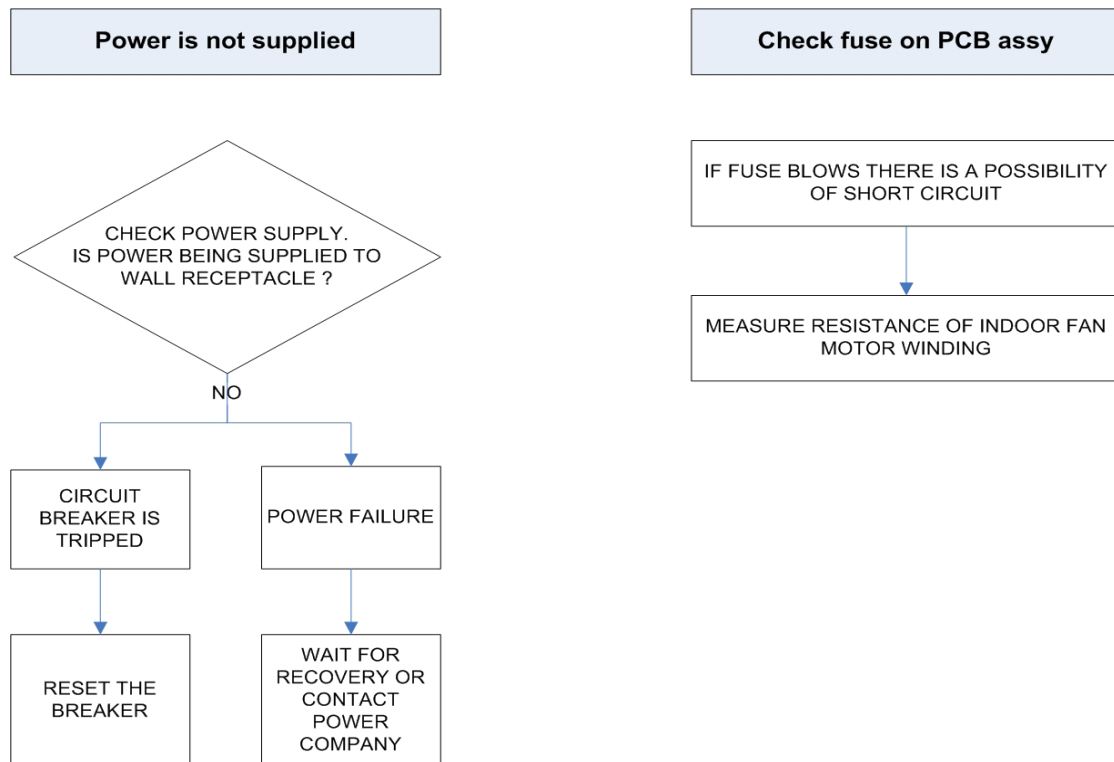 Power is not supplied
CHECK POWER SUPPLY.
IS POWER BEING SUPPLIED TO
WALL RECEPTACLE ?
NO
CIRCUIT
BREAKER IS
TRIPPED
POWER FAILURE
RESET THE
BREAKER
WAIT FOR
RECOVERY OR
CONTACT
POWER
COMPANY
Check fuse on PCB assy
IF FUSE BLOWS THERE IS A POSSIBILITY
OF SHORT CIRCUIT
MEASURE RESISTANCE OF INDOOR FAN
MOTOR WINDING